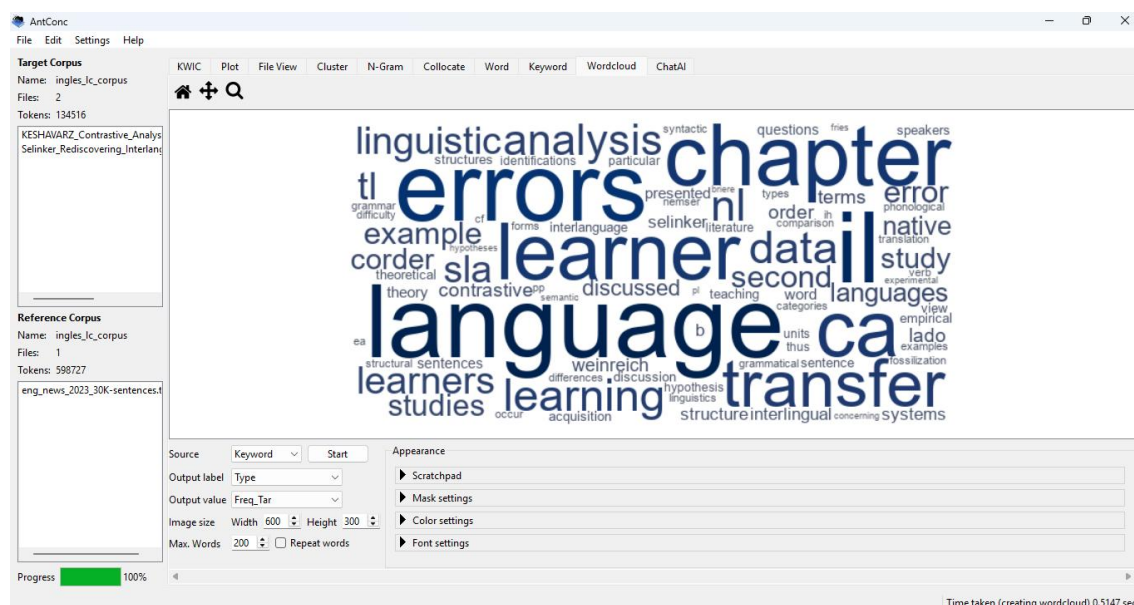 AntConc
File Edit Settings Help
Target Corpus
Name: ingles_lc_corpus
Files: 2
Tokens: 134516
KESHAVARZ_Contrastive_Analys
Selinker_Rediscovering_Interlang
Reference Corpus
Name: ingles_lc_corpus
Files: 1
Tokens: 598727
eng_news_2023_30K-sentences.t
Progress 100%
KWIC Plot File View Cluster N-Gram Collocate Word Keyword Wordcloud ChatAI
linguistic analysis syntactic chapter questions fries speakers
structures identifications particular
tl errors presented briere nl types terms error
grammar nemser phonological
difficulty cf forms interlanguage selinker literature order ih comparison native
example hypotheses translation
corder theoretical sla learner data il study
second verb experimental
theory contrastive pp semantic discussed pl teaching word languages
categories view
language b units ca empirical
thus lado
ea examples
structural sentences weinreich grammatical sentence fossilization
learners differences discussion hypothesis transfer
studies learning linguistics
occur acquisition structure interlingual concerning systems
Source Keyword Start
Output label Type
Output value Freq_Tar
Image size Width 600 Height 300
Max. Words 200 Repeat words
Appearance
Scratchpad
Mask settings
Color settings
Font settings
Time taken (creating wordcloud) 0.5147 sec